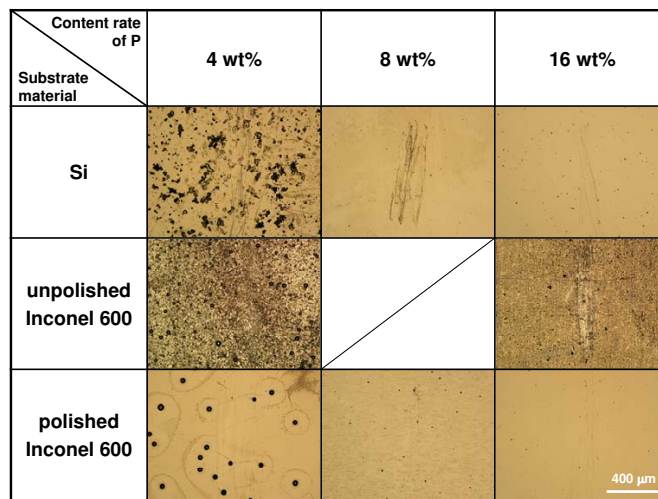 Content rate
of P
Substrate
material
4 wt%
8 wt%
16 wt%
Si
unpolished
Inconel 600
polished
Inconel 600
400 µm